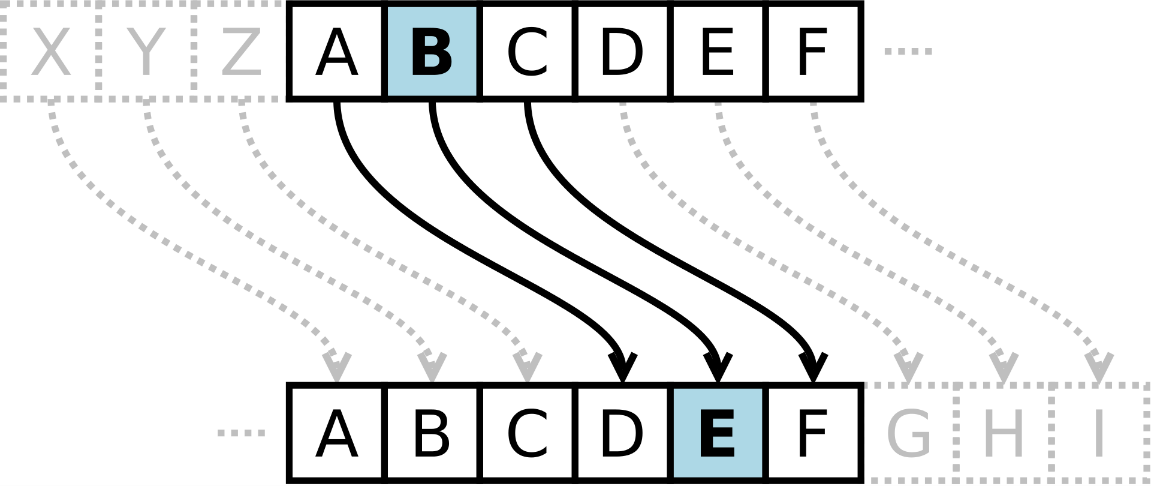 X Y Z A B C D E F ....
.... A B C D E F G H I